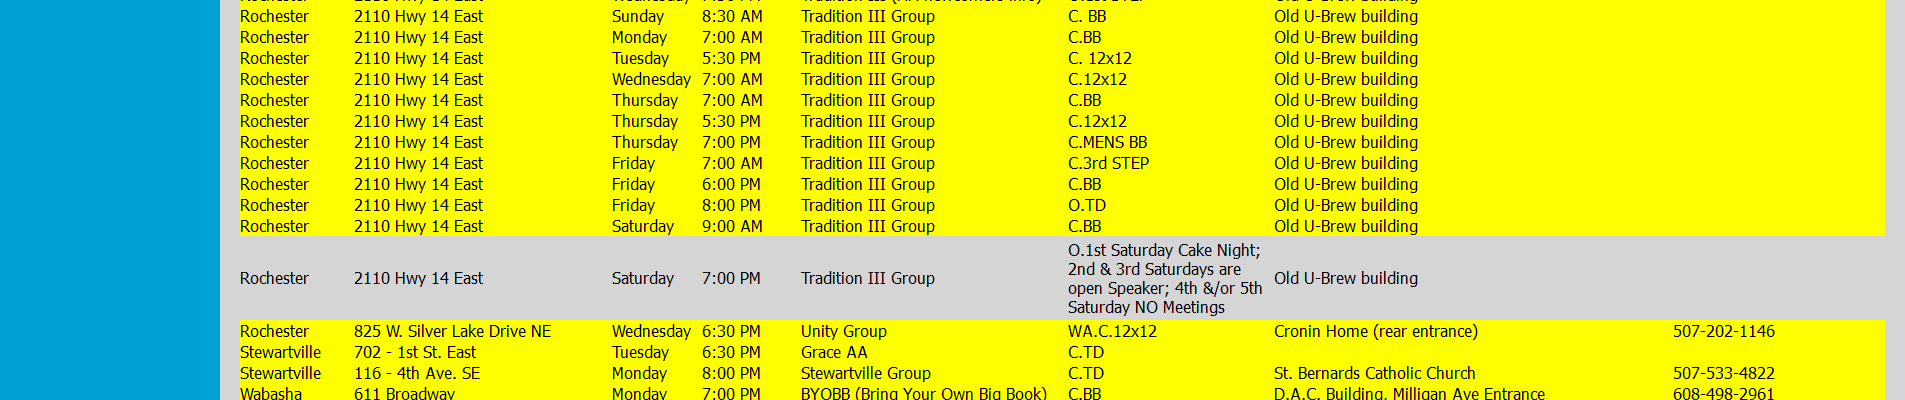 Rochester 2110 Hwy 14 East Sunday 8:30 AM Tradition III Group C. BB Old U-Brew building
Rochester 2110 Hwy 14 East Monday 7:00 AM Tradition III Group C.BB Old U-Brew building
Rochester 2110 Hwy 14 East Tuesday 5:30 PM Tradition III Group C. 12x12 Old U-Brew building
Rochester 2110 Hwy 14 East Wednesday 7:00 AM Tradition III Group C.12x12 Old U-Brew building
Rochester 2110 Hwy 14 East Thursday 7:00 AM Tradition III Group C.BB Old U-Brew building
Rochester 2110 Hwy 14 East Thursday 5:30 PM Tradition III Group C.12x12 Old U-Brew building
Rochester 2110 Hwy 14 East Thursday 7:00 PM Tradition III Group C.MENS BB Old U-Brew building
Rochester 2110 Hwy 14 East Friday 7:00 AM Tradition III Group C.3rd STEP Old U-Brew building
Rochester 2110 Hwy 14 East Friday 6:00 PM Tradition III Group C.BB Old U-Brew building
Rochester 2110 Hwy 14 East Friday 8:00 PM Tradition III Group O.TD Old U-Brew building
Rochester 2110 Hwy 14 East Saturday 9:00 AM Tradition III Group C.BB Old U-Brew building
Rochester 2110 Hwy 14 East Saturday 7:00 PM Tradition III Group
O.1st Saturday Cake Night;
2nd & 3rd Saturdays are
open Speaker; 4th &/or 5th
Saturday NO Meetings
Old U-Brew building
Rochester 825 W. Silver Lake Drive NE Wednesday 6:30 PM Unity Group WA.C.12x12 Cronin Home (rear entrance) 507-202-1146
Stewartville 702 - 1st St. East Tuesday 6:30 PM Grace AA C.TD
Stewartville 116 - 4th Ave. SE Monday 8:00 PM Stewartville Group C.TD St. Bernards Catholic Church 507-533-4822
Wabasha 611 Broadway Monday 7:00 PM BYOBB (Bring Your Own Big Book) C.BB D.A.C. Building, Milligan Ave Entrance 608-498-2961